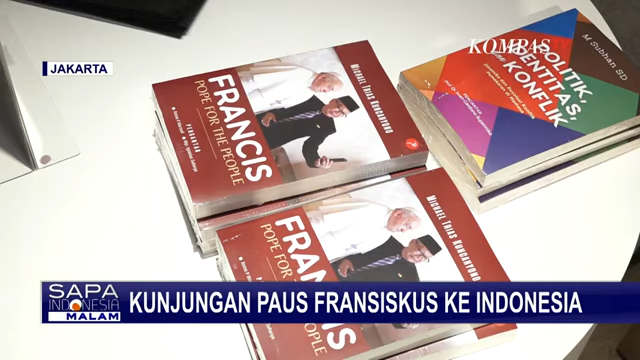 JAKARTA
KOMPAS
MICHAEL TRIAS KUNCAHYONO
FRANCIS
POPE FOR THE PEOPLE
PENGANTAR
M Subhan SD
POLITIK,
IDENTITAS,
KONFLIK
MICHAEL TRIAS KUNCAHYONO
FRANCIS
POPE FOR THE PEOPLE
SAPA
INDONESIA
MALAM
KUNJUNGAN PAUS FRANSISKUS KE INDONESIA